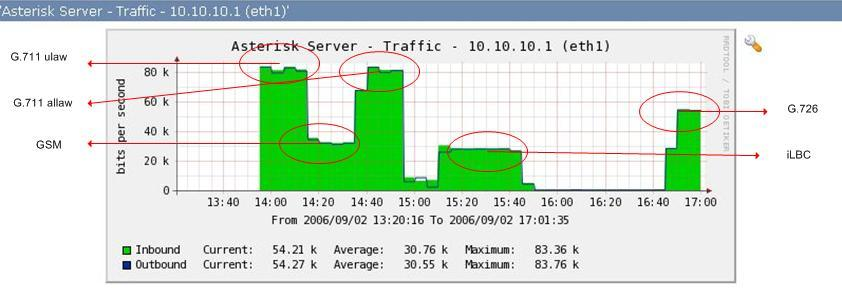 'Asterisk Server - Traffic - 10.10.10.1 (eth1)'
Asterisk Server - Traffic - 10.10.10.1 (eth1)
RRDTOOL / TOBI OETIKER
G.711 ulaw
G.711 allaw
GSM
G.726
iLBC
bits per second
80 k
60 k
40 k
20 k
0
13:40 14:00 14:20 14:40 15:00 15:20 15:40 16:00 16:20 16:40 17:00
From 2006/09/02 13:20:16 To 2006/09/02 17:01:35
Inbound Current: 54.21 k Average: 30.76 k Maximum: 83.36 k
Outbound Current: 54.27 k Average: 30.55 k Maximum: 83.76 k